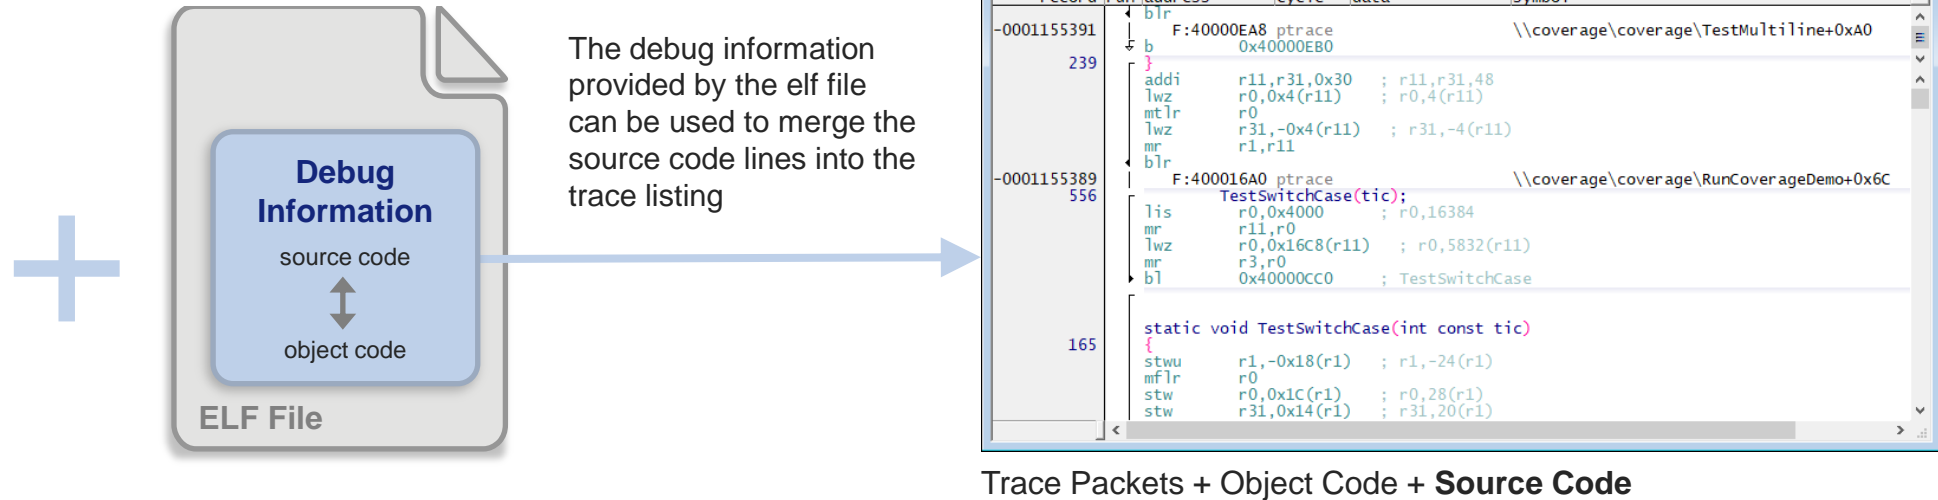 The debug information
provided by the elf file
can be used to merge the
source code lines into the
trace listing
Debug
Information
source code
object code
ELF File
record run address cycle data symbol
blr
-0001155391 F:40000EA8 ptrace \\coverage\coverage\TestMultiline+0xA0
b 0x40000EB0
239 }
addi r11,r31,0x30 ; r11,r31,48
lwz r0,0x4(r11) ; r0,4(r11)
mtlr r0
lwz r31,-0x4(r11) ; r31,-4(r11)
mr r1,r11
blr
-0001155389 F:400016A0 ptrace \\coverage\coverage\RunCoverageDemo+0x6C
556 TestSwitchCase(tic);
lis r0,0x4000 ; r0,16384
mr r11,r0
lwz r0,0x16C8(r11) ; r0,5832(r11)
mr r3,r0
bl 0x40000CC0 ; TestSwitchCase
static void TestSwitchCase(int const tic)
165 {
stwu r1,-0x18(r1) ; r1,-24(r1)
mflr r0
stw r0,0x1C(r1) ; r0,28(r1)
stw r31,0x14(r1) ; r31,20(r1)
Trace Packets + Object Code + Source Code